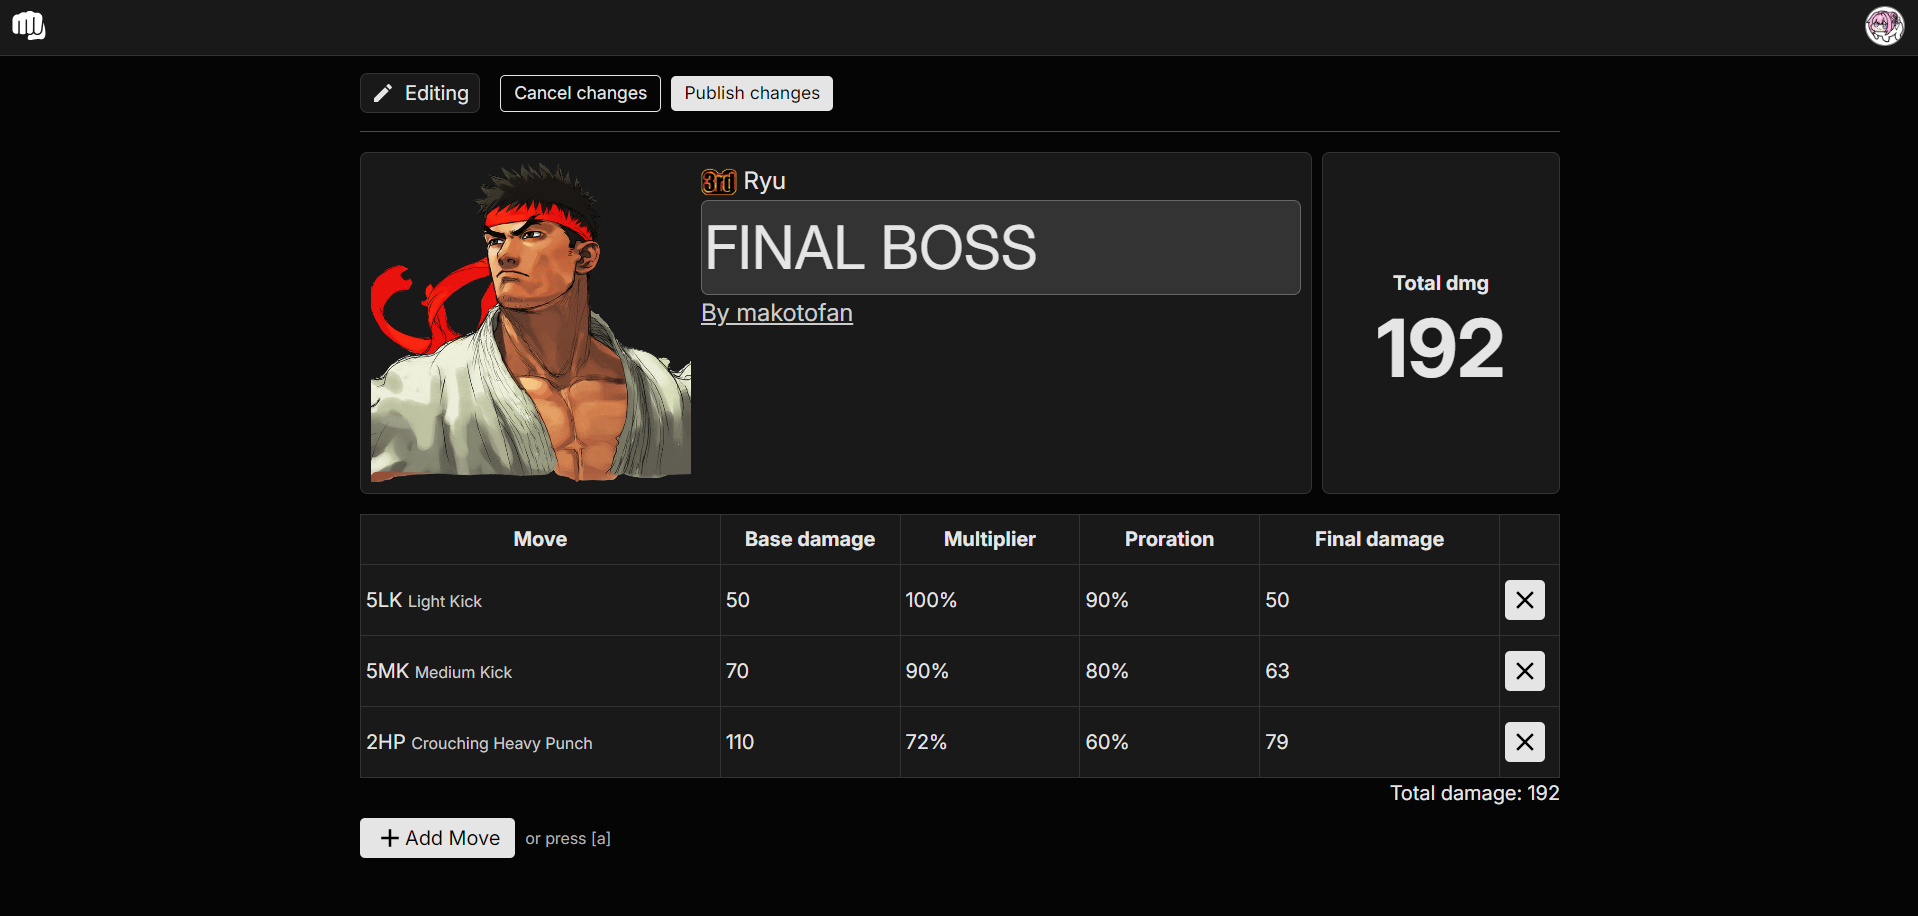 Editing
Cancel changes
Publish changes
3rd Ryu
FINAL BOSS
By makotofan
Total dmg
192
Move Base damage Multiplier Proration Final damage
5LK Light Kick 50 100% 90% 50
5MK Medium Kick 70 90% 80% 63
2HP Crouching Heavy Punch 110 72% 60% 79
Total damage: 192
Add Move or press [a]